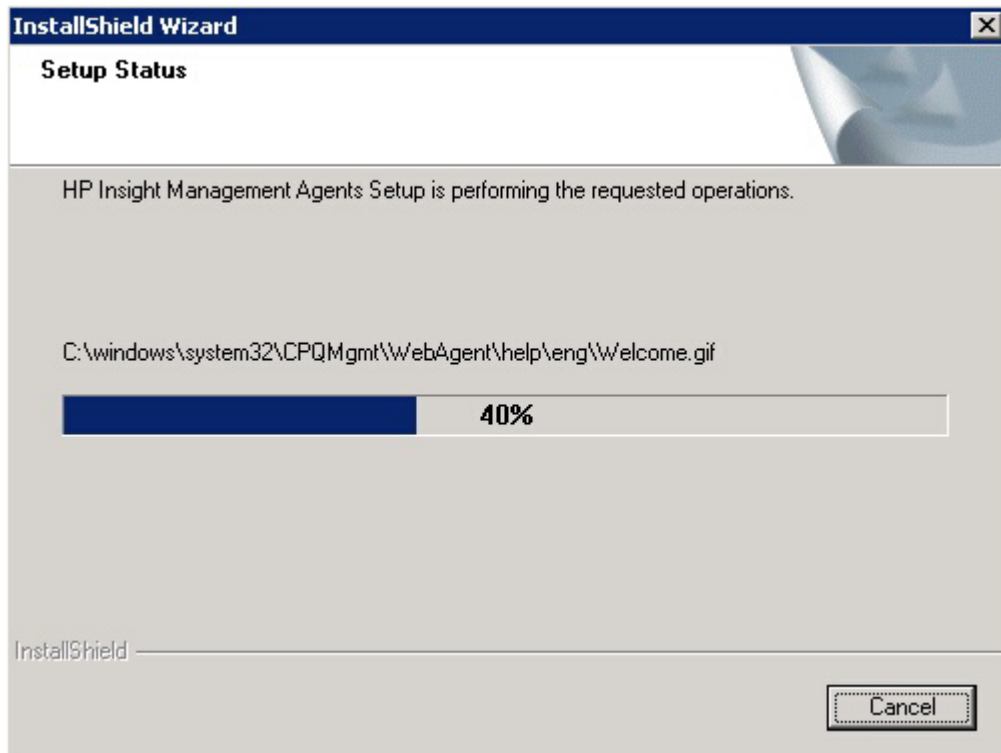 InstallShield Wizard
Setup Status
HP Insight Management Agents Setup is performing the requested operations.
C:\windows\system32\CPQMgmt\WebAgent\help\eng\Welcome.gif
40%
InstallShield
Cancel